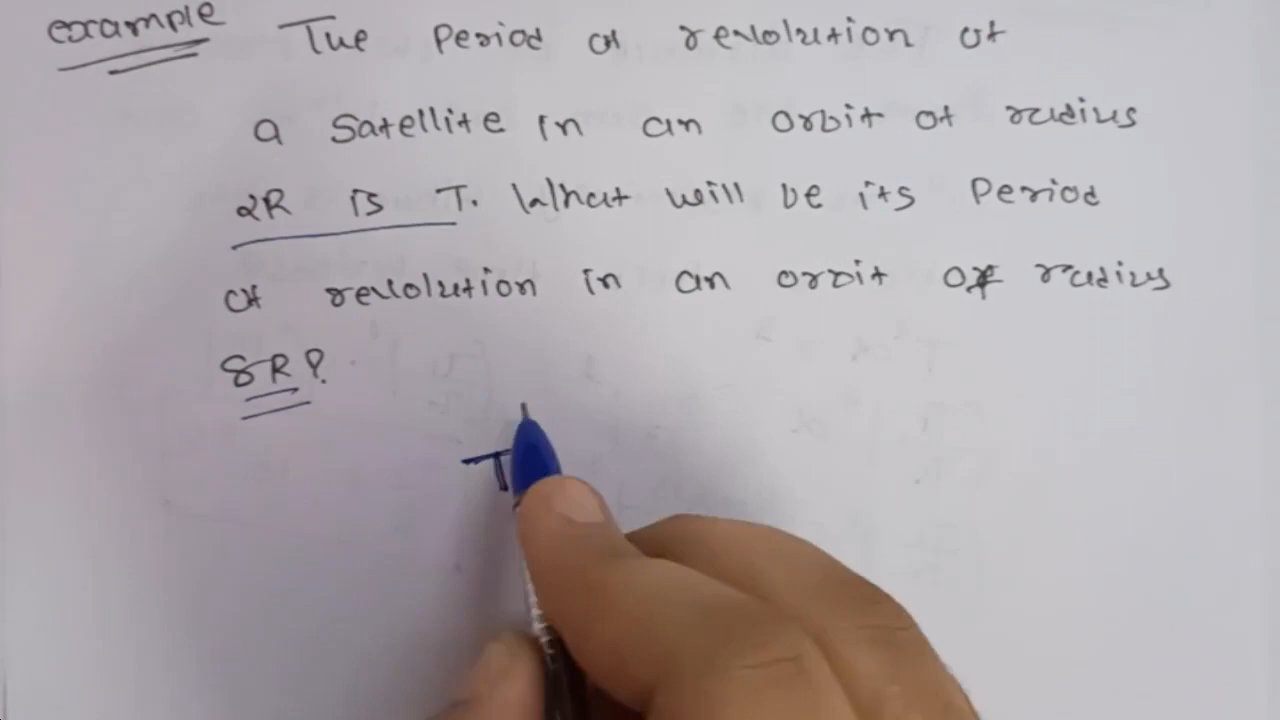 example The Period of revolution of
a satellite in an orbit of radius
2R is T. What will be its Period
of revolution in an orbit of radius
8R?
T